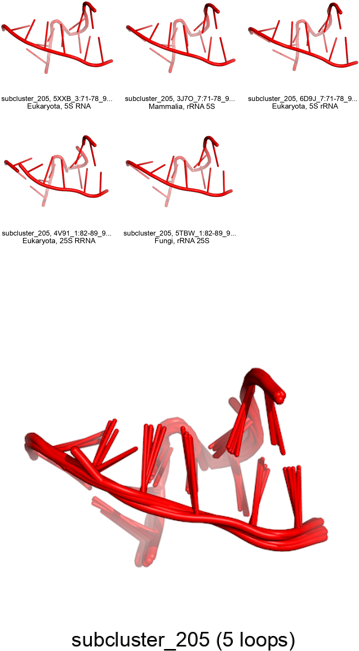 subcluster_205, 5XXB_3:71-78_9...
Eukaryota, 5S RNA
subcluster_205, 3J7O_7:71-78_9...
Mammalia, rRNA 5S
subcluster_205, 6D9J_7:71-78_9...
Eukaryota, 5S rRNA
subcluster_205, 4V91_1:82-89_9...
Eukaryota, 25S RRNA
subcluster_205, 5TBW_1:82-89_9...
Fungi, rRNA 25S
subcluster_205 (5 loops)